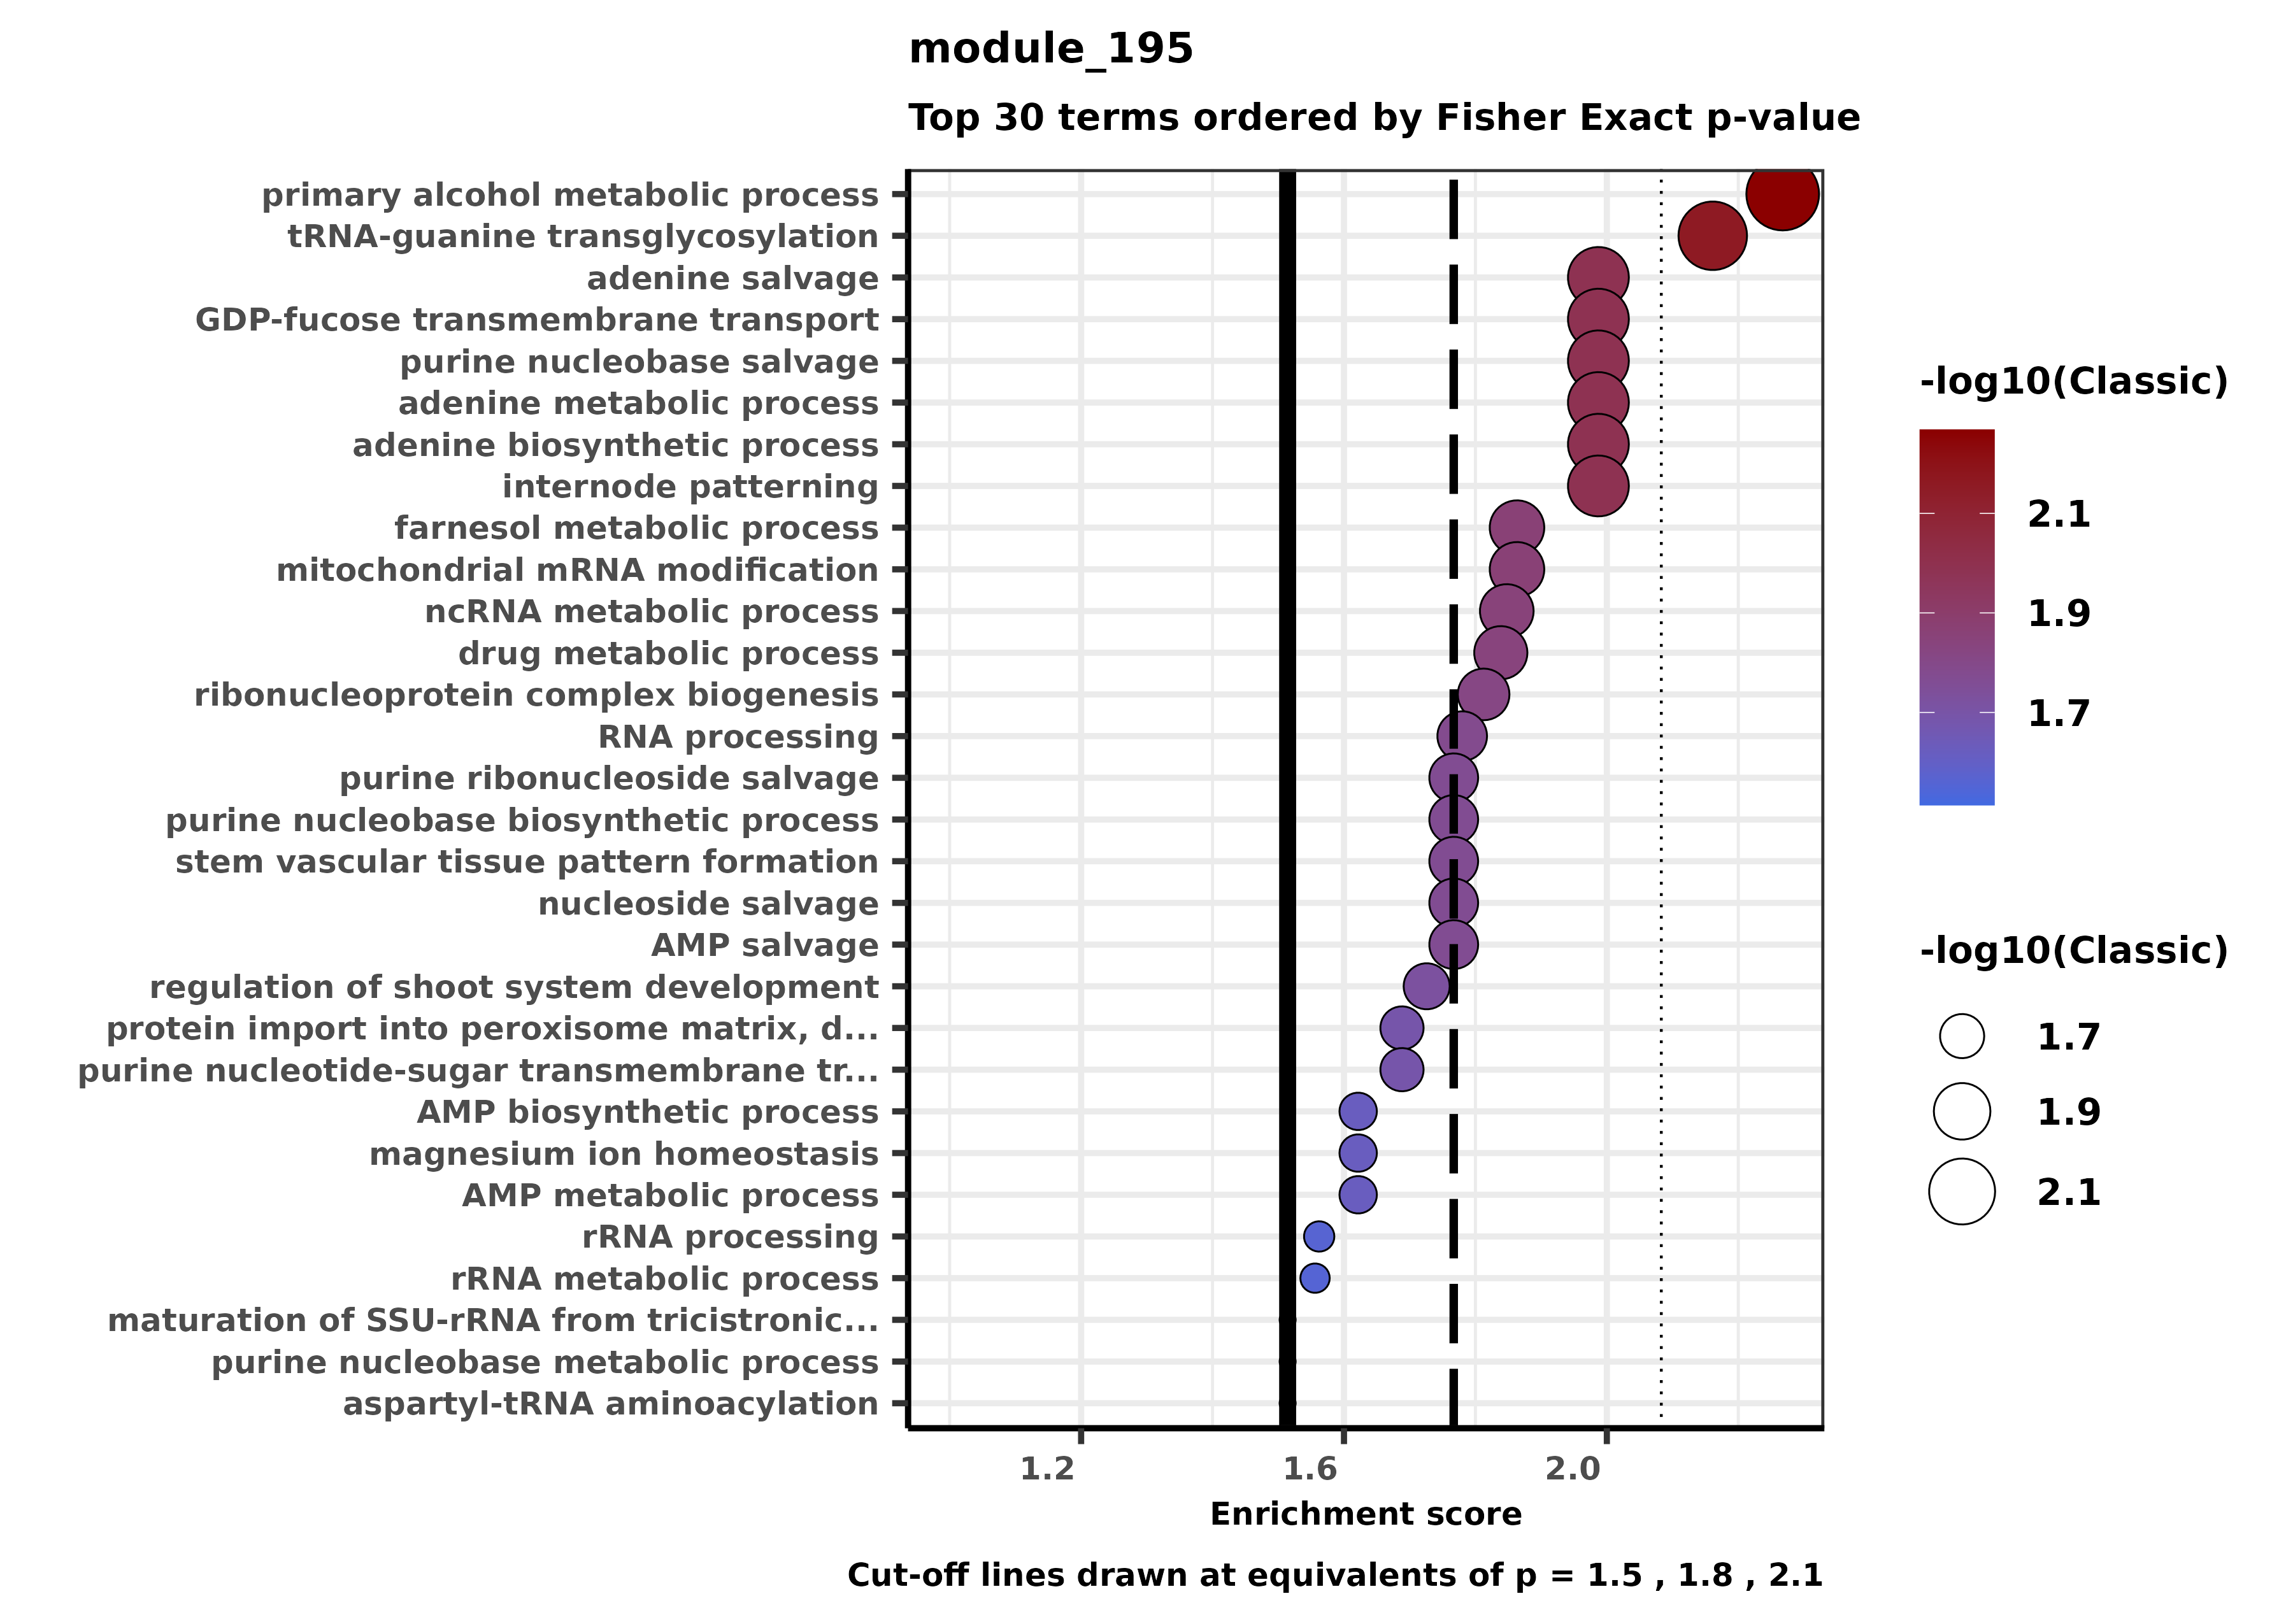 module_195
Top 30 terms ordered by Fisher Exact p-value
primary alcohol metabolic process
tRNA-guanine transglycosylation
adenine salvage
GDP-fucose transmembrane transport
purine nucleobase salvage
adenine metabolic process
adenine biosynthetic process
internode patterning
farnesol metabolic process
mitochondrial mRNA modification
ncRNA metabolic process
drug metabolic process
ribonucleoprotein complex biogenesis
RNA processing
purine ribonucleoside salvage
purine nucleobase biosynthetic process
stem vascular tissue pattern formation
nucleoside salvage
AMP salvage
regulation of shoot system development
protein import into peroxisome matrix, d...
purine nucleotide-sugar transmembrane tr...
AMP biosynthetic process
magnesium ion homeostasis
AMP metabolic process
rRNA processing
rRNA metabolic process
maturation of SSU-rRNA from tricistronic...
purine nucleobase metabolic process
aspartyl-tRNA aminoacylation
1.2 1.6 2.0
Enrichment score
Cut-off lines drawn at equivalents of p = 1.5 , 1.8 , 2.1
-log10(Classic)
2.1
1.9
1.7
-log10(Classic)
1.7
1.9
2.1